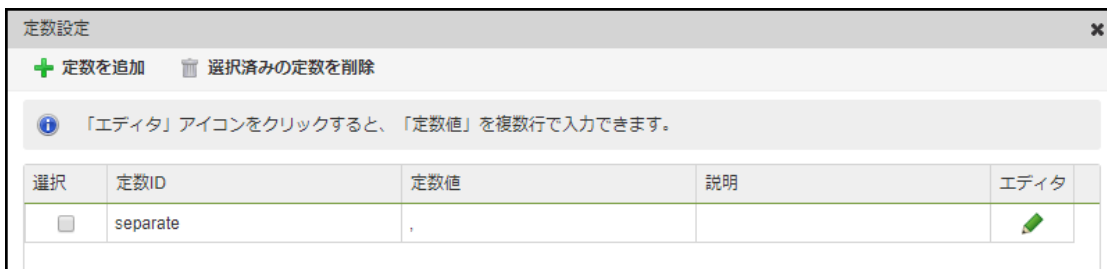 定数設定
定数を追加 選択済みの定数を削除
「エディタ」アイコンをクリックすると、「定数値」を複数行で入力できます。
選択 定数ID 定数値 説明 エディタ
separate ,